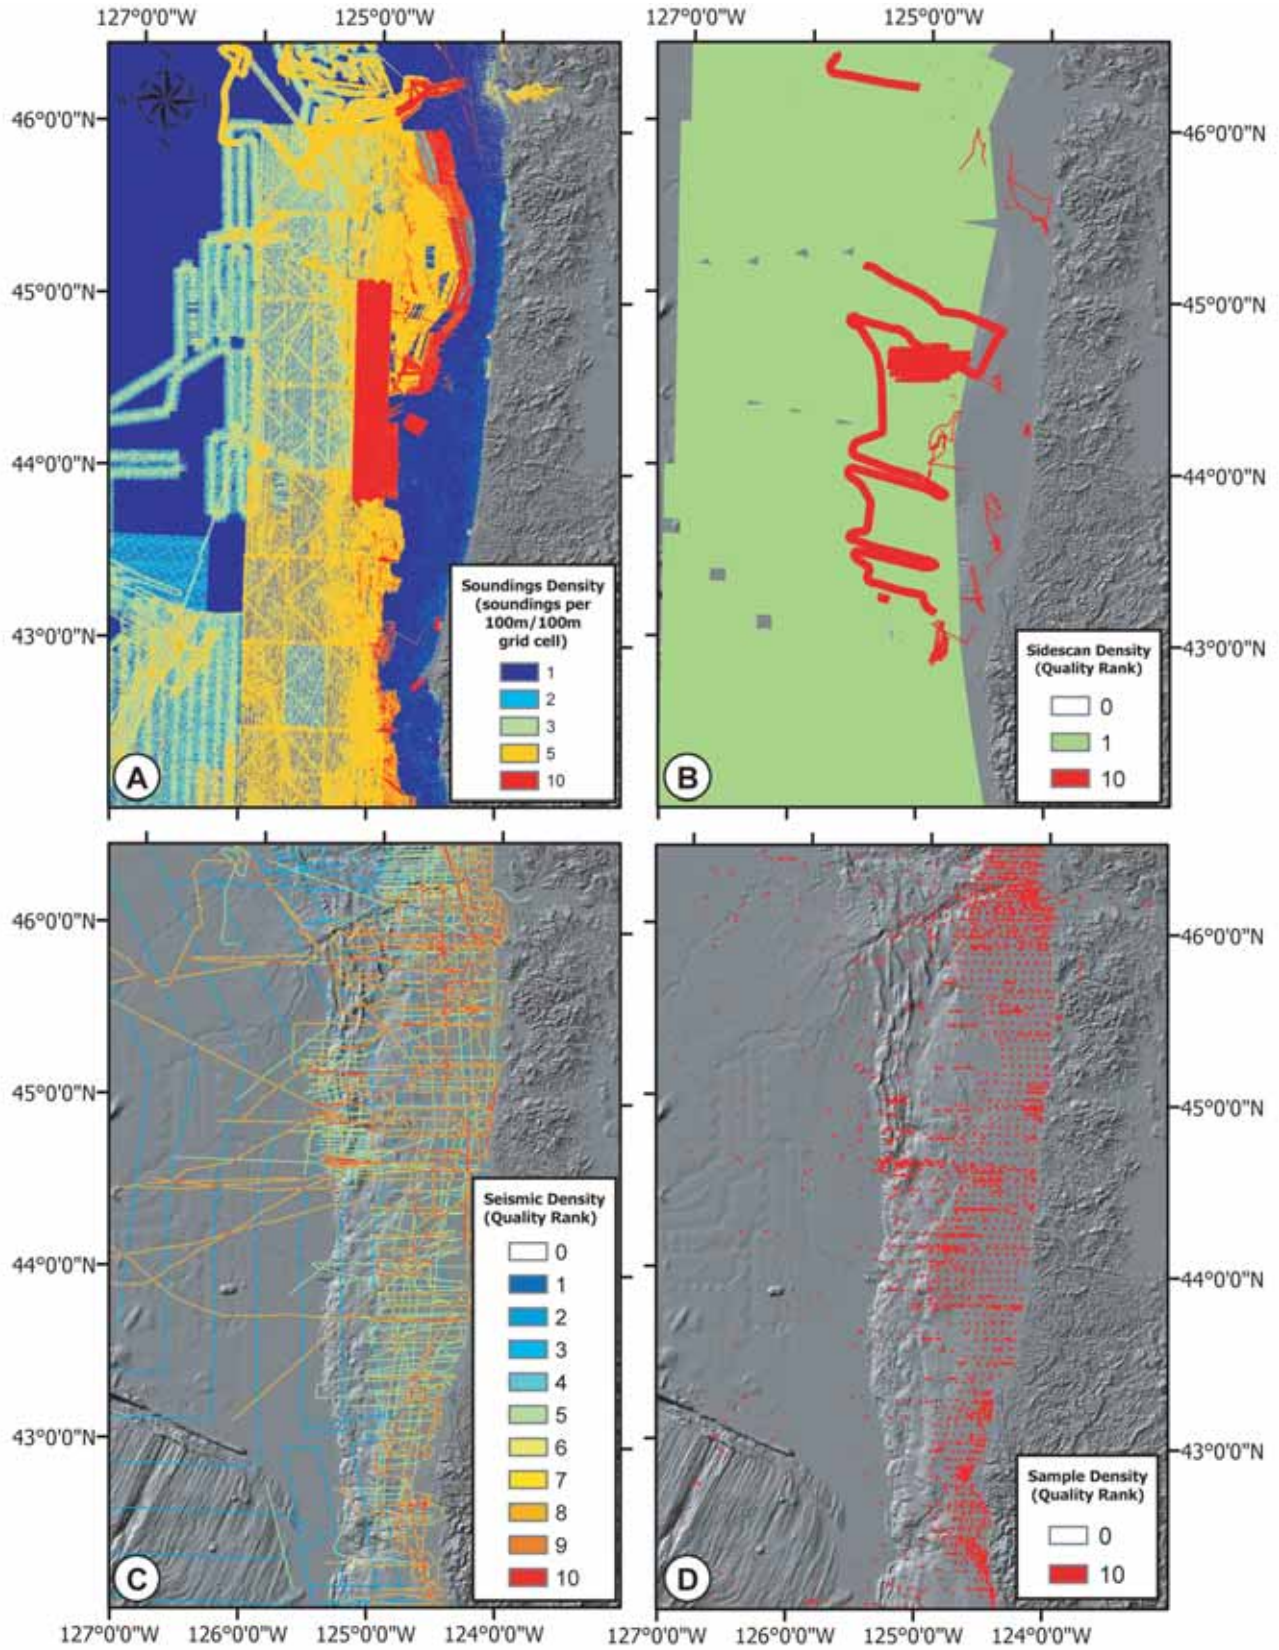 127°0'0"W 125°0'0"W 127°0'0"W 125°0'0"W
46°0'0"N
45°0'0"N
44°0'0"N
43°0'0"N
Soundings Density
(soundings per
100m/100m
grid cell)
1
2
3
5
10
A
46°0'0"N
45°0'0"N
44°0'0"N
43°0'0"N
Sidescan Density
(Quality Rank)
0
1
10
B
46°0'0"N
45°0'0"N
44°0'0"N
43°0'0"N
Seismic Density
(Quality Rank)
0
1
2
3
4
5
6
7
8
9
10
C
46°0'0"N
45°0'0"N
44°0'0"N
43°0'0"N
Sample Density
(Quality Rank)
0
10
D
127°0'0"W 126°0'0"W 125°0'0"W 124°0'0"W 127°0'0"W 126°0'0"W 125°0'0"W 124°0'0"W